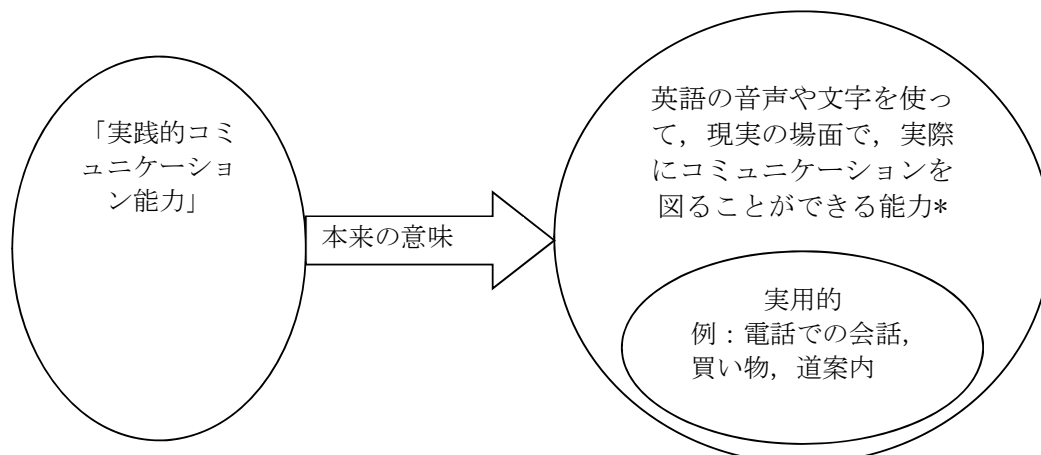 「実践的コミ
ュニケーショ
ン能力」
本来の意味
英語の音声や文字を使っ
て，現実の場面で，実際
にコミュニケーションを
図ることができる能力*
実用的
例：電話での会話，
買い物，道案内